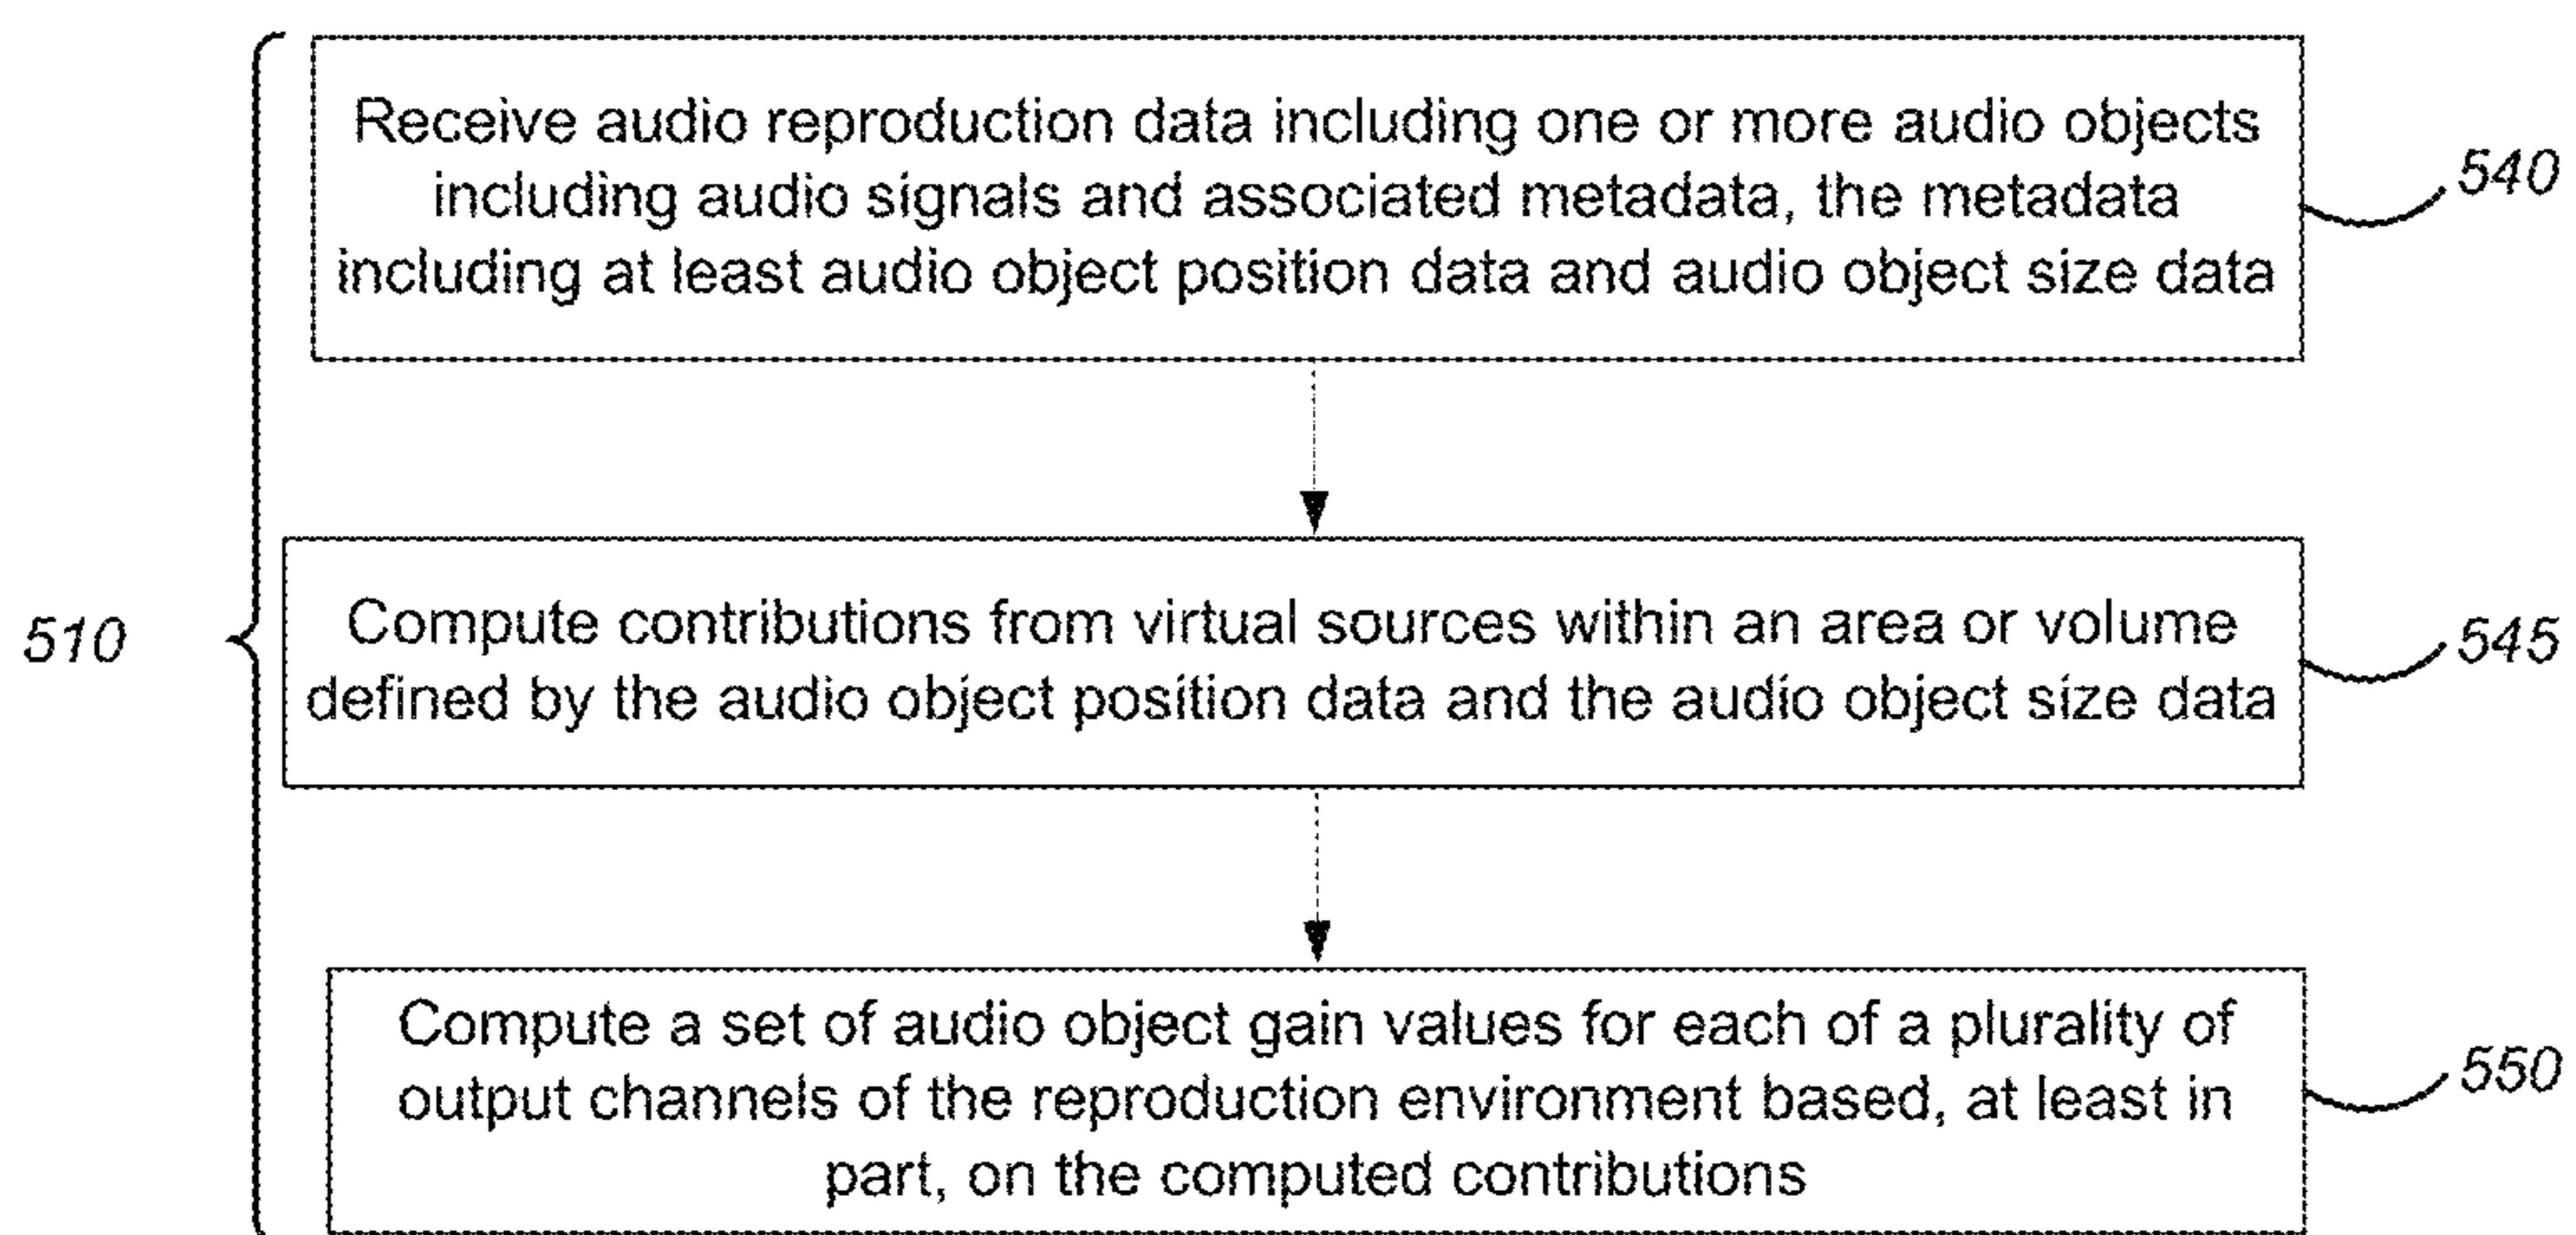 Receive audio reproduction data including one or more audio objects
including audio signals and associated metadata, the metadata
including at least audio object position data and audio object size data
540
Compute contributions from virtual sources within an area or volume
defined by the audio object position data and the audio object size data
545
510
Compute a set of audio object gain values for each of a plurality of
output channels of the reproduction environment based, at least in
part, on the computed contributions
550